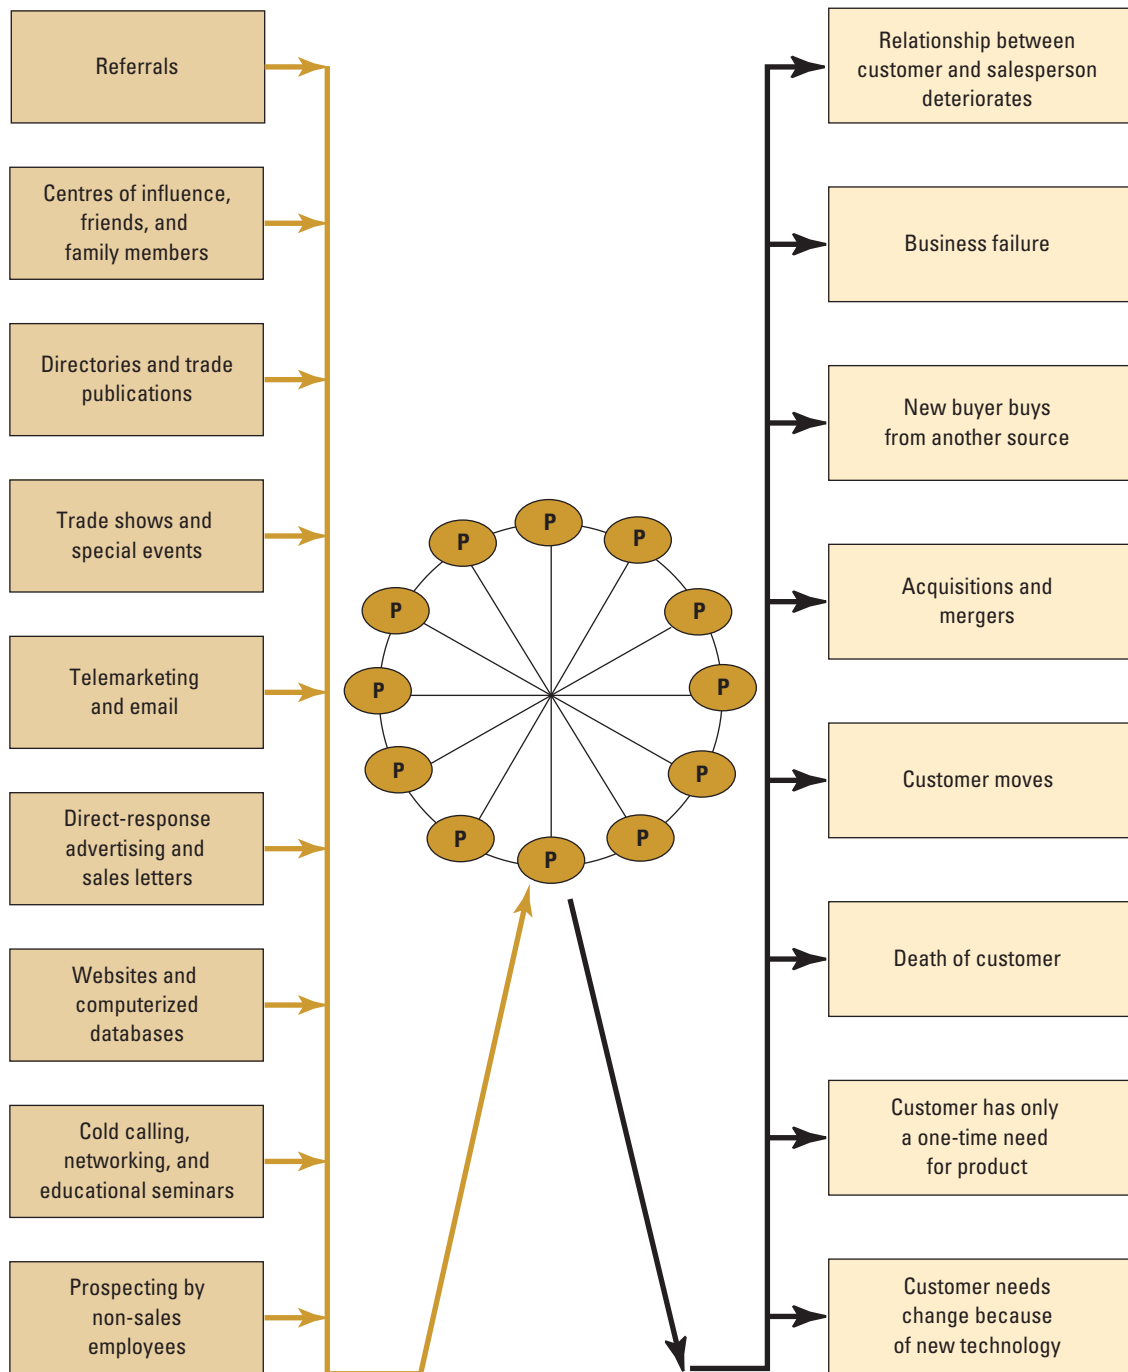 Referrals
Centres of influence,
friends, and
family members
Directories and trade
publications
Trade shows and
special events
Telemarketing
and email
Direct-response
advertising and
sales letters
Websites and
computerized
databases
Cold calling,
networking, and
educational seminars
Prospecting by
non-sales
employees
P
P
P
P
P
P
P
P
P
P
P
P
Relationship between
customer and salesperson
deteriorates
Business failure
New buyer buys
from another source
Acquisitions and
mergers
Customer moves
Death of customer
Customer has only
a one-time need
for product
Customer needs
change because
of new technology